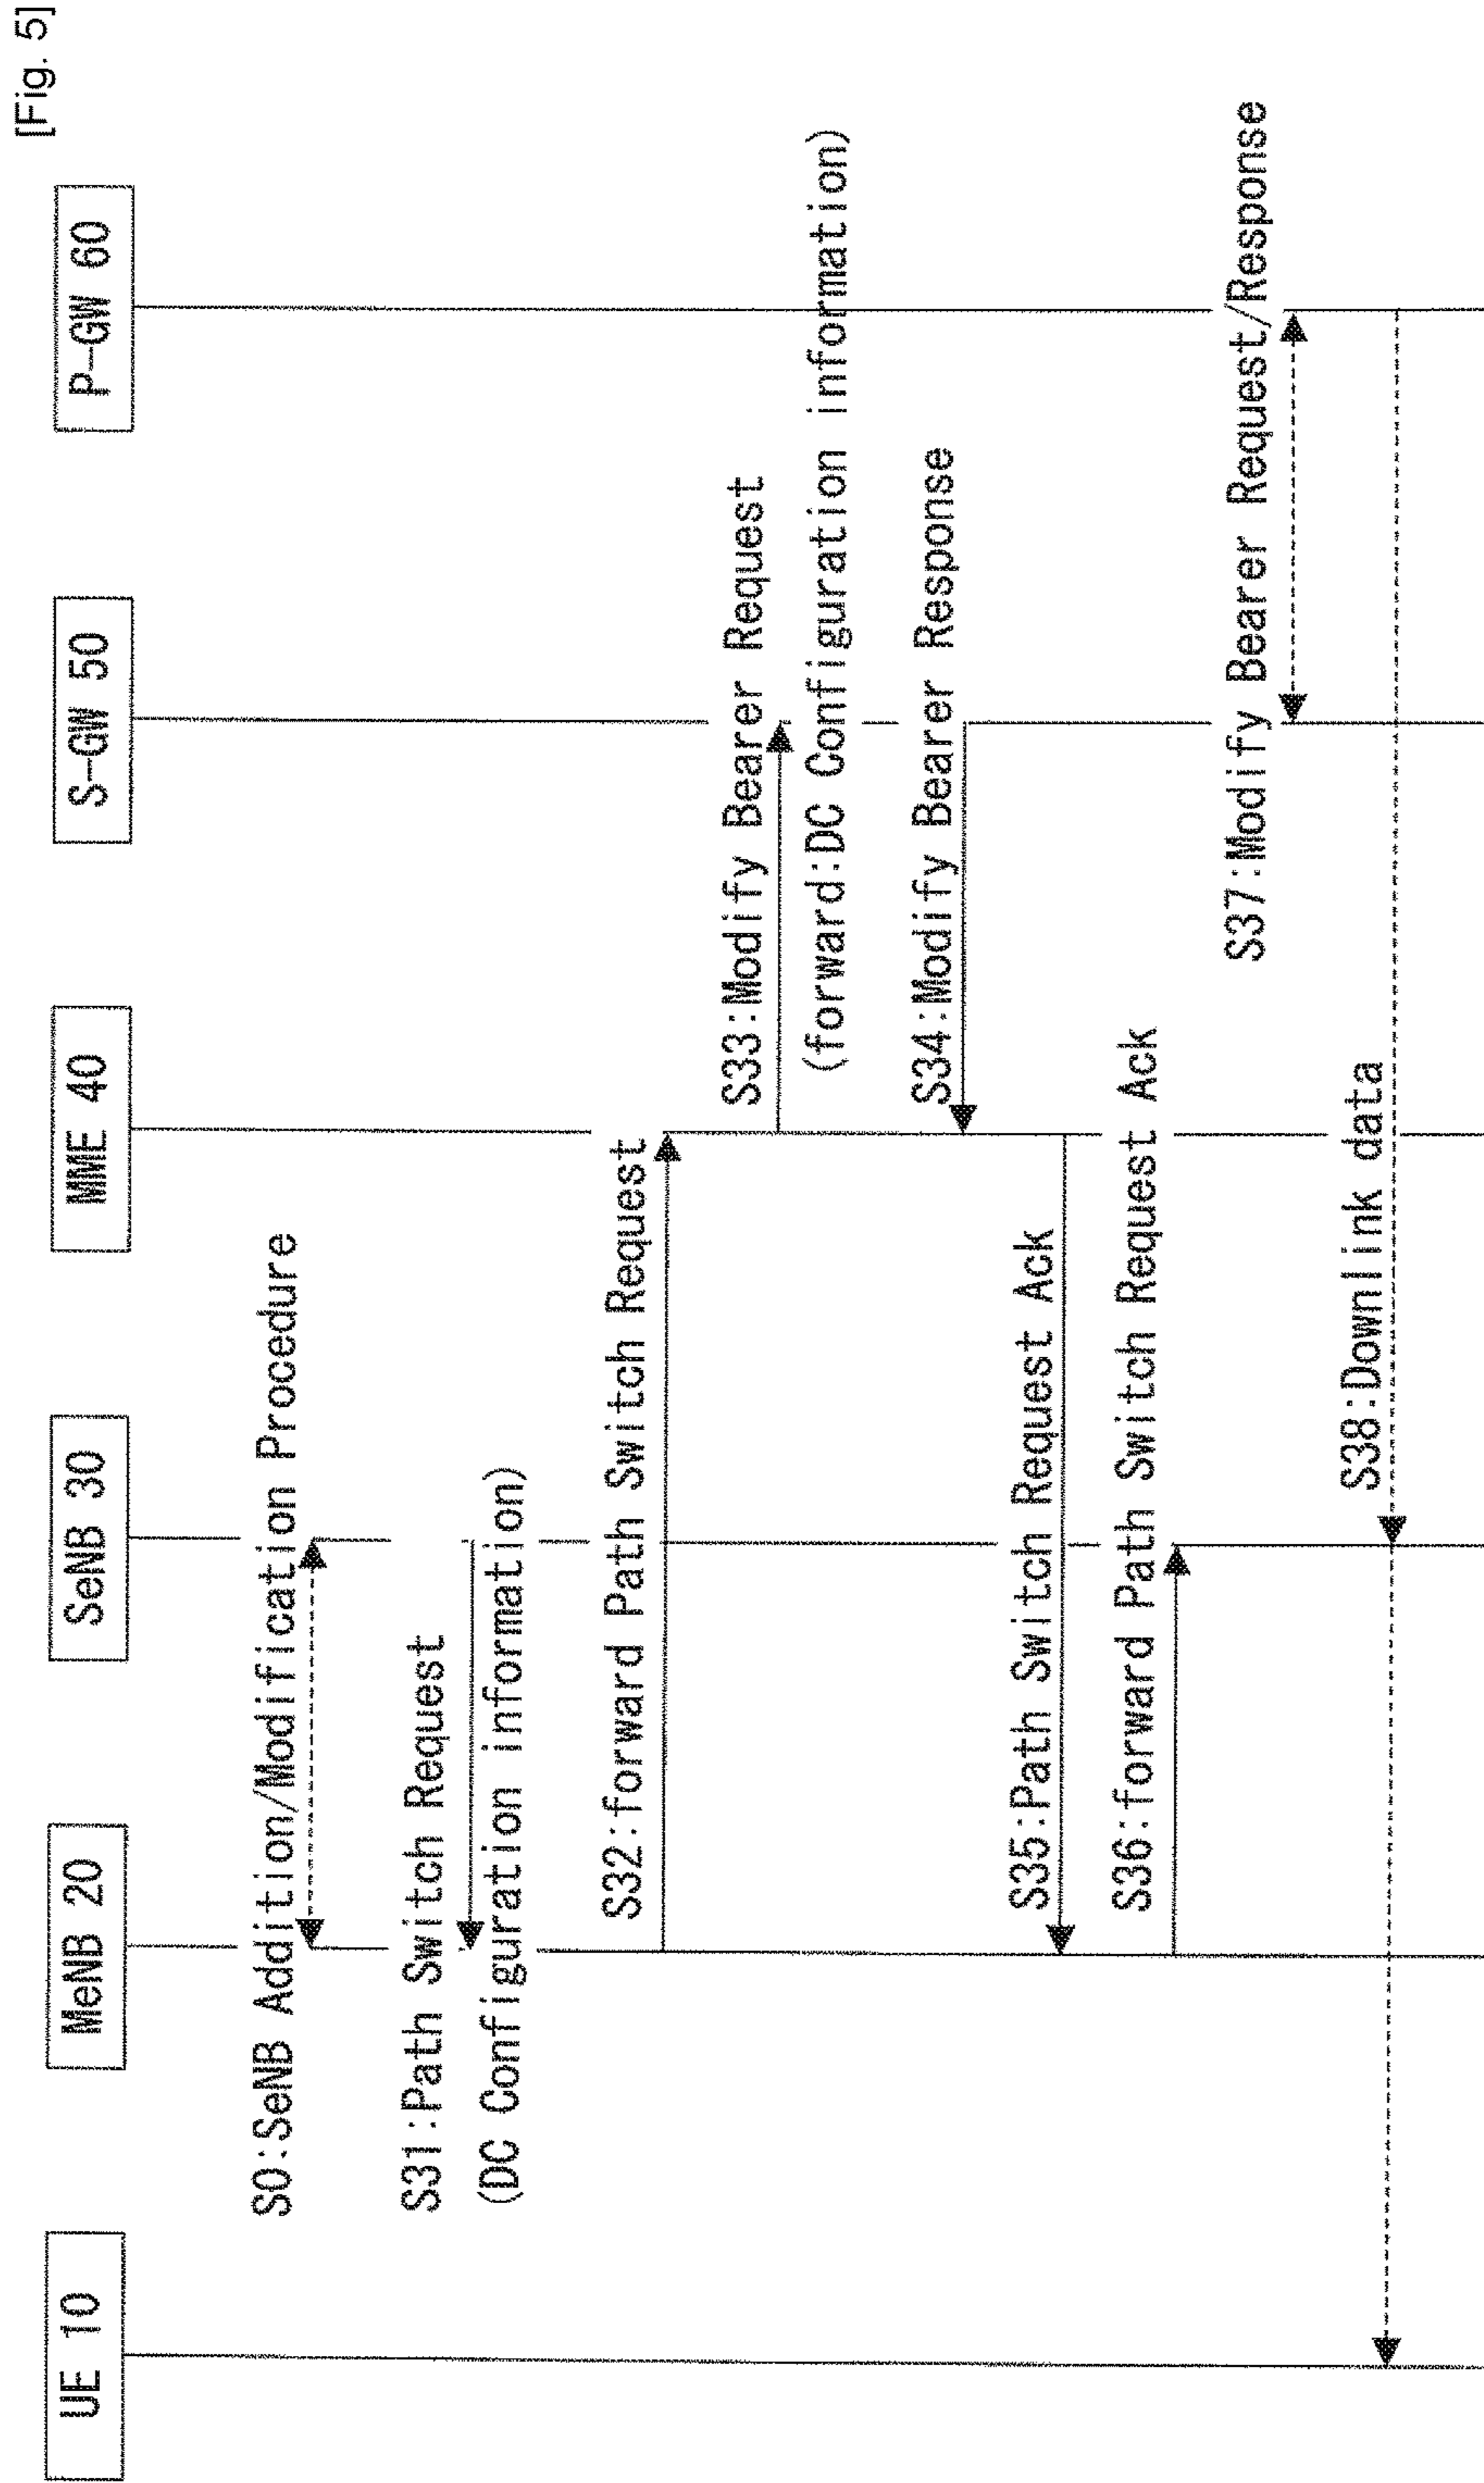 [Fig. 5]
UE 10
MeNB 20
SeNB 30
MME 40
S-GW 50
P-GW 60
S0:SeNB Addition/Modification Procedure
S31:Path Switch Request
(DC Configuration information)
S32:forward Path Switch Request
S33:Modify Bearer Request
(forward:DC Configuration information)
S34:Modify Bearer Response
S35:Path Switch Request Ack
S36:forward Path Switch Request Ack
S37:Modify Bearer Request/Response
S38:Downlink data